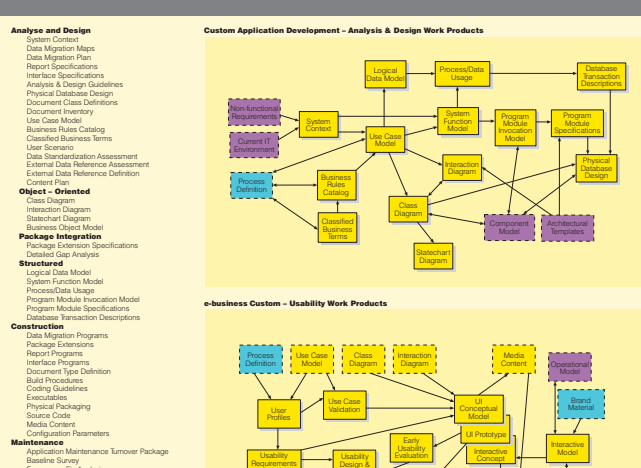 Analyse and Design
System Context
Data Migration Maps
Data Migration Plan
Report Specifications
Interface Specifications
Analysis & Design Guidelines
Physical Database Design
Document Class Definitions
Document Inventory
Use Case Model
Business Rules Catalog
Classified Business Terms
User Scenario
Data Standardization Assessment
External Data Reference Assessment
External Data Reference Definition
Content Plan
Object – Oriented
Class Diagram
Interaction Diagram
Statechart Diagram
Business Object Model
Package Integration
Package Extension Specifications
Detailed Gap Analysis
Structured
Logical Data Model
System Function Model
Process/Data Usage
Program Module Invocation Model
Program Module Specifications
Database Transaction Descriptions
Construction
Data Migration Programs
Package Extensions
Report Programs
Interface Programs
Document Type Definition
Build Procedures
Coding Guidelines
Executables
Physical Packaging
Source Code
Media Content
Configuration Parameters
Maintenance
Application Maintenance Turnover Package
Baseline Survey
Custom Application Development – Analysis & Design Work Products
Logical
Data Model
Process/Data
Usage
Database
Transaction
Descriptions
Non-functional
Requirements
System
Context
System
Function
Model
Program
Module
Invocation
Model
Program
Module
Specifications
Current IT
Environment
Use Case
Model
Interaction
Diagram
Physical
Database
Design
Process
Definition
Business
Rules
Catalog
Class
Diagram
Classified
Business
Terms
Component
Model
Architectural
Templates
Statechart
Diagram
e-business Custom – Usability Work Products
Process
Definition
Use Case
Model
Class
Diagram
Interaction
Diagram
Media
Content
Operational
Model
User
Profiles
Use Case
Validation
UI
Conceptual
Model
Brand
Material
Early
Usability
Evaluation
UI Prototype
Interactive
Concept
Interactive
Model
Usability
Requirements
Usability
Design &